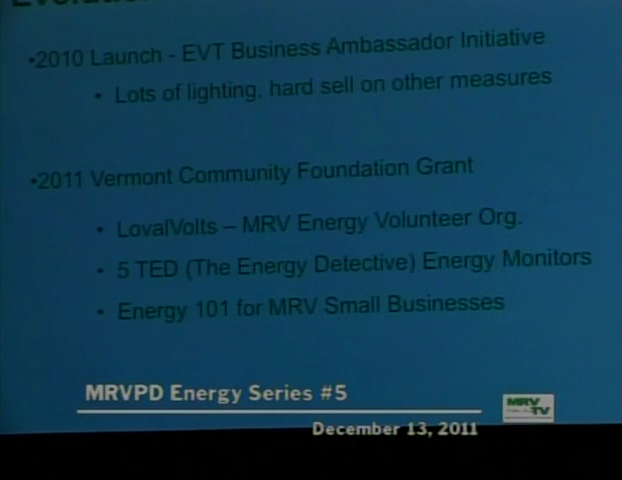 •2010 Launch - EVT Business Ambassador Initiative
• Lots of lighting, hard sell on other measures
•2011 Vermont Community Foundation Grant
• LovalVolts – MRV Energy Volunteer Org.
• 5 TED (The Energy Detective) Energy Monitors
• Energy 101 for MRV Small Businesses
MRVPD Energy Series #5
MRV
TV
December 13, 2011